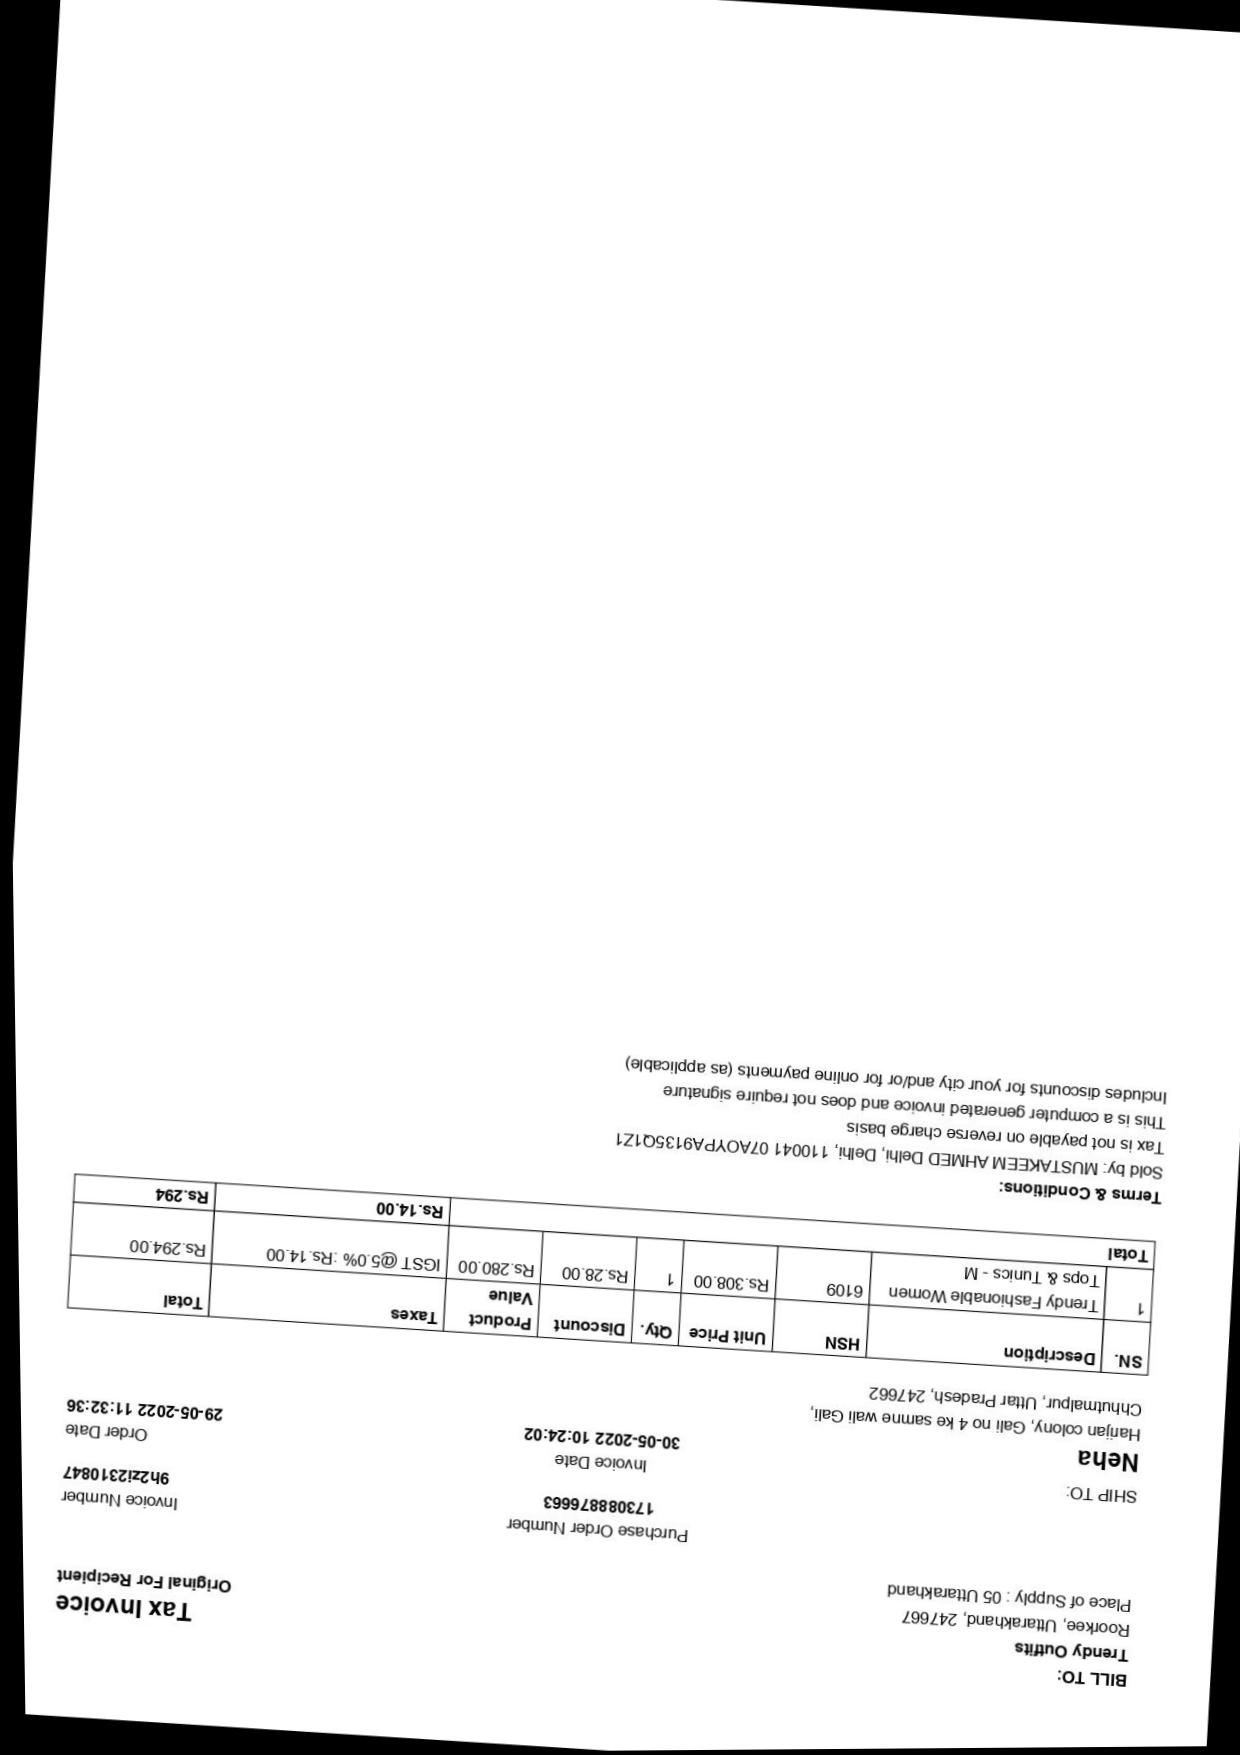 BILL TO:
Trendy Outfits
Roorkee, Uttarakhand, 247667
Place of Supply : 05 Uttarakhand
Tax Invoice
Original For Recipient
SHIP TO:
Neha
Harijan colony, Gali no 4 ke samne wali Gali,
Chhutmalpur, Uttar Pradesh, 247662
Purchase Order Number
17308887663
Invoice Number
9h2zi2310847
Invoice Date
30-05-2022 10:24:02
Order Date
29-05-2022 11:32:36
SN. Description HSN Unit Price Qty. Discount Product Value Taxes Total
1 Trendy Fashionable Women Tops & Tunics - M 6109 Rs.308.00 1 Rs.28.00 Rs.280.00 IGST @5.0% :Rs.14.00 Rs.294.00
Total Rs.14.00 Rs.294
Terms & Conditions:
Sold by: MUSTAKEEM AHMED Delhi, Delhi, 110041 07AOYPA9135Q1Z1
Tax is not payable on reverse charge basis
This is a computer generated invoice and does not require signature
Includes discounts for your city and/or for online payments (as applicable)